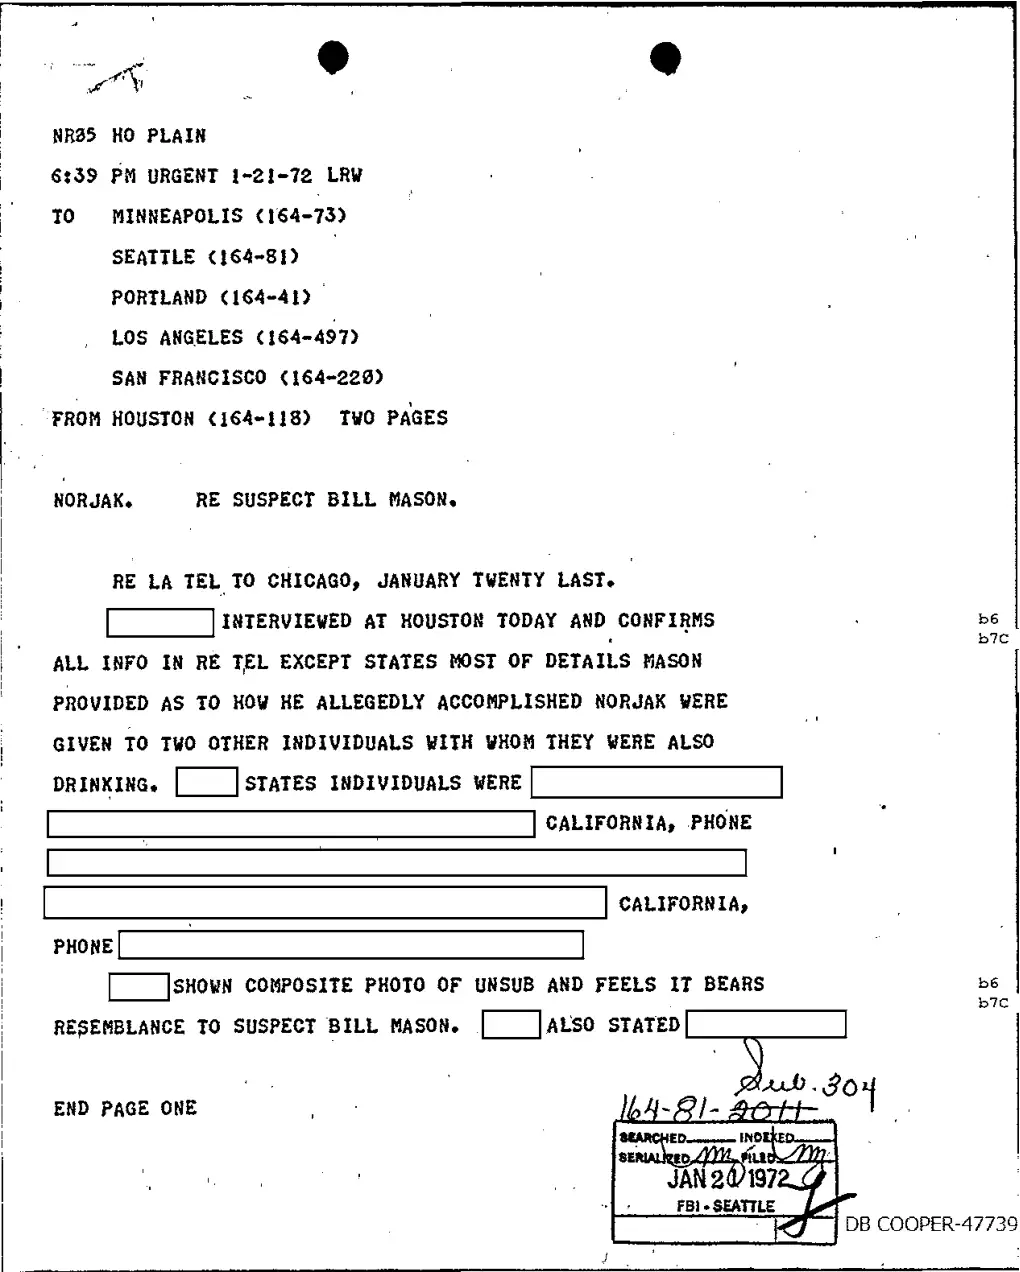 NR05 HO PLAIN
6:39 PM URGENT 1-21-72 LRW
TO MINNEAPOLIS (164-73)
SEATTLE (164-81)
PORTLAND (164-41)
LOS ANGELES (164-497)
SAN FRANCISCO (164-220)
FROM HOUSTON (164-118) TWO PAGES
NORJAK. RE SUSPECT BILL MASON.
RE LA TEL TO CHICAGO, JANUARY TWENTY LAST.
INTERVIEWED AT HOUSTON TODAY AND CONFIRMS b6
b7C
ALL INFO IN RE TEL EXCEPT STATES MOST OF DETAILS MASON
PROVIDED AS TO HOW HE ALLEGEDLY ACCOMPLISHED NORJAK WERE
GIVEN TO TWO OTHER INDIVIDUALS WITH WHOM THEY WERE ALSO
DRINKING. STATES INDIVIDUALS WERE
CALIFORNIA, PHONE
CALIFORNIA,
PHONE
SHOWN COMPOSITE PHOTO OF UNSUB AND FEELS IT BEARS b6
b7C
RESEMBLANCE TO SUSPECT BILL MASON. ALSO STATED
Sub. 304
END PAGE ONE 164-81-2011
SEARCHED INDEXED
SERIALIZED FILED
JAN 20 1972
FBI - SEATTLE
DB COOPER-47739